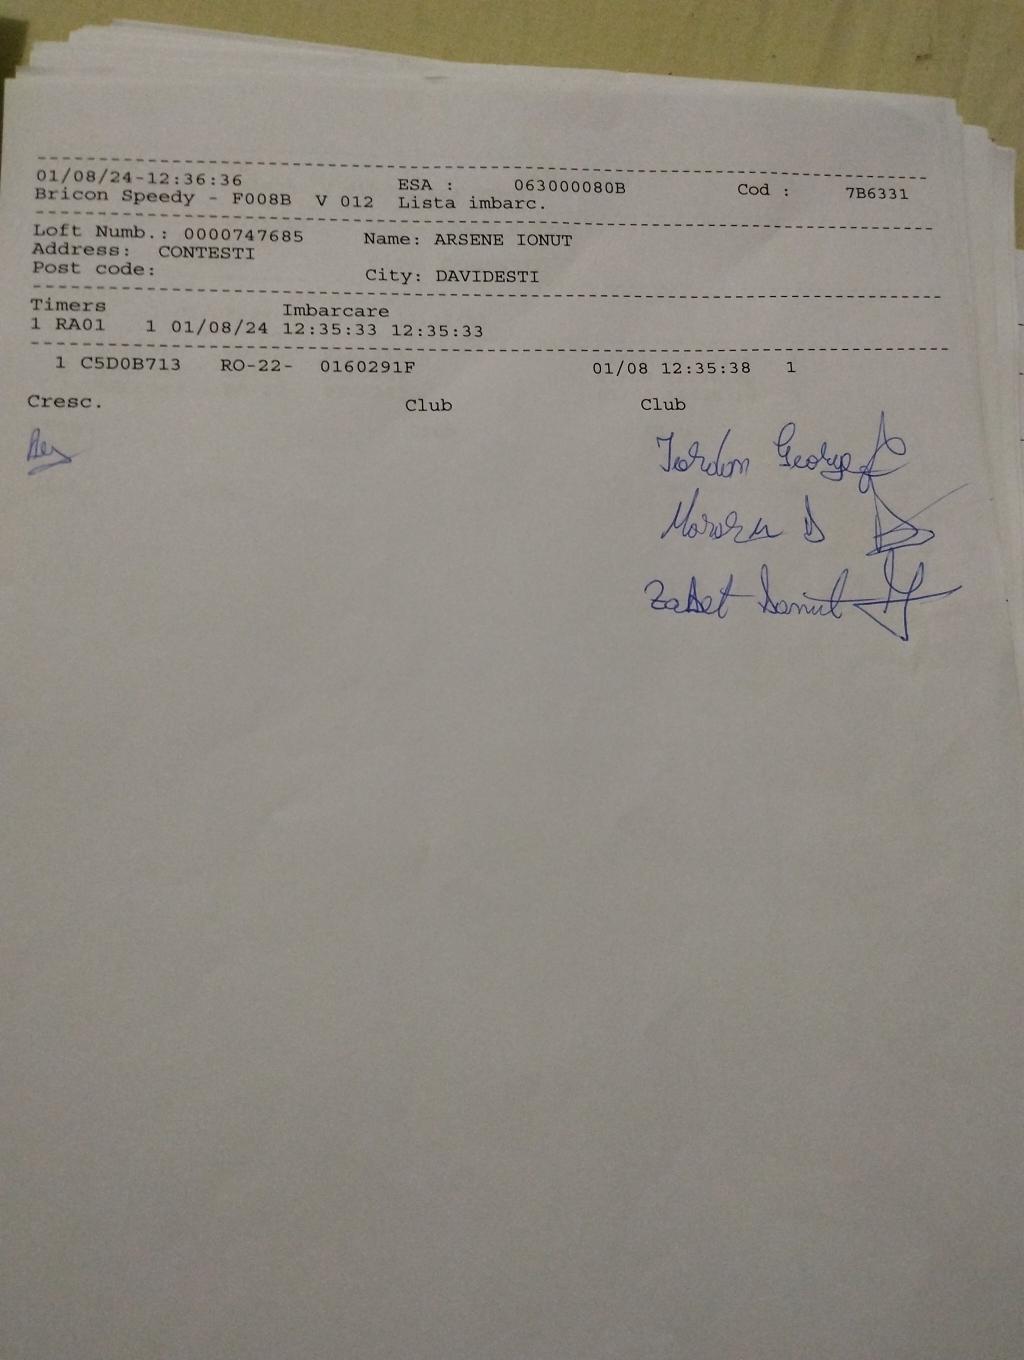 01/08/24-12:36:36 ESA : 063000080B Cod : 7B6331
Bricon Speedy - F008B V 012 Lista imbarc.
Loft Numb.: 0000747685 Name: ARSENE IONUT
Address: CONTESTI
Post code: City: DAVIDESTI
Timers Imbarcare
1 RA01 1 01/08/24 12:35:33 12:35:33
1 C5D0B713 RO-22- 0160291F 01/08 12:35:38 1
Cresc. Club Club
George
D